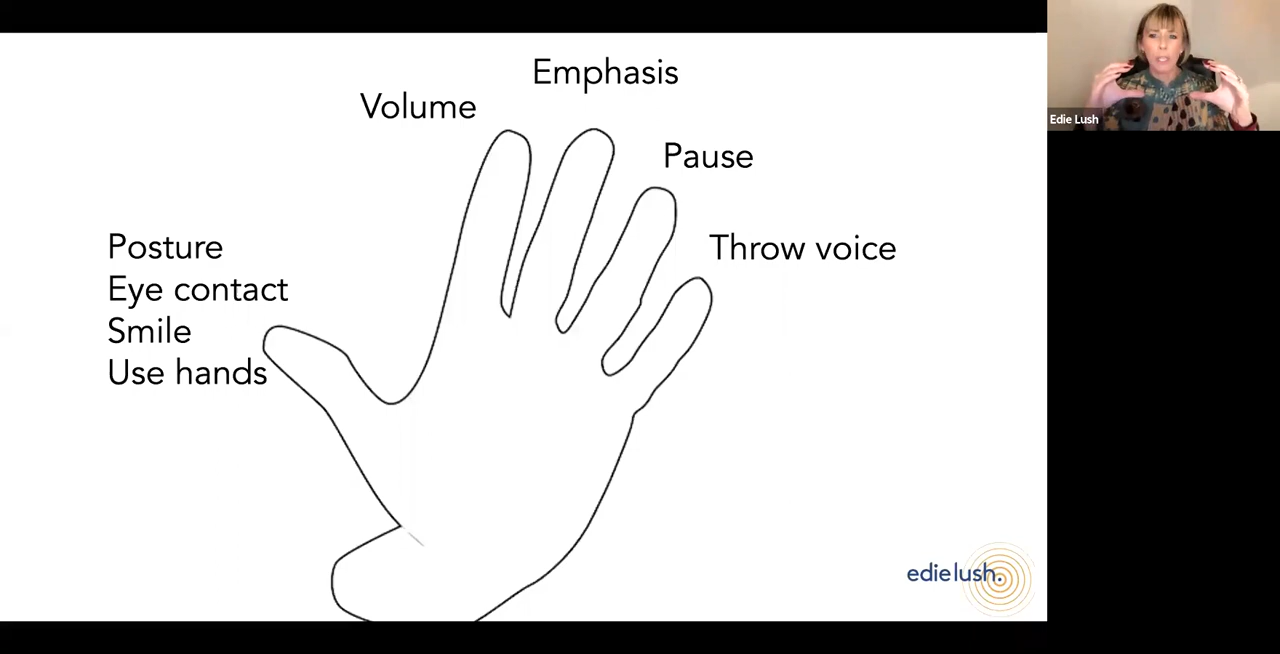 Emphasis
Volume
Pause
Throw voice
Posture
Eye contact
Smile
Use hands
Edie Lush
edielush.